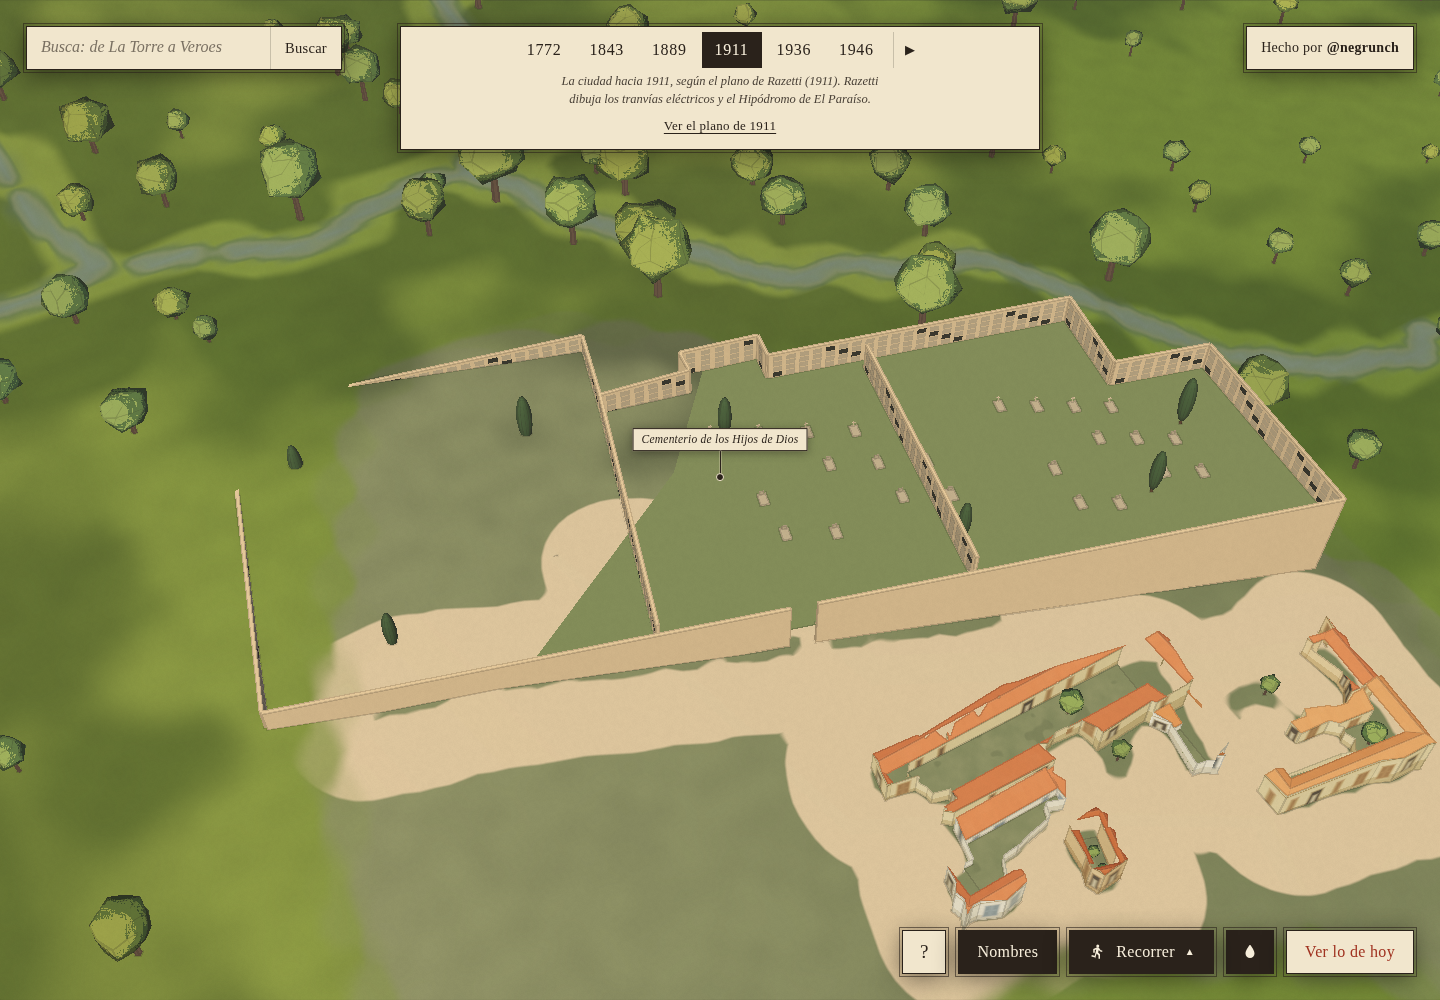 Busca: de La Torre a Veroes
Buscar
1772 1843 1889 1911 1936 1946 ▶
La ciudad hacia 1911, según el plano de Razetti (1911). Razetti
dibuja los tranvías eléctricos y el Hipódromo de El Paraíso.
Ver el plano de 1911
Hecho por @negrunch
Cementerio de los Hijos de Dios
?
Nombres
Recorrer ▲
Ver lo de hoy